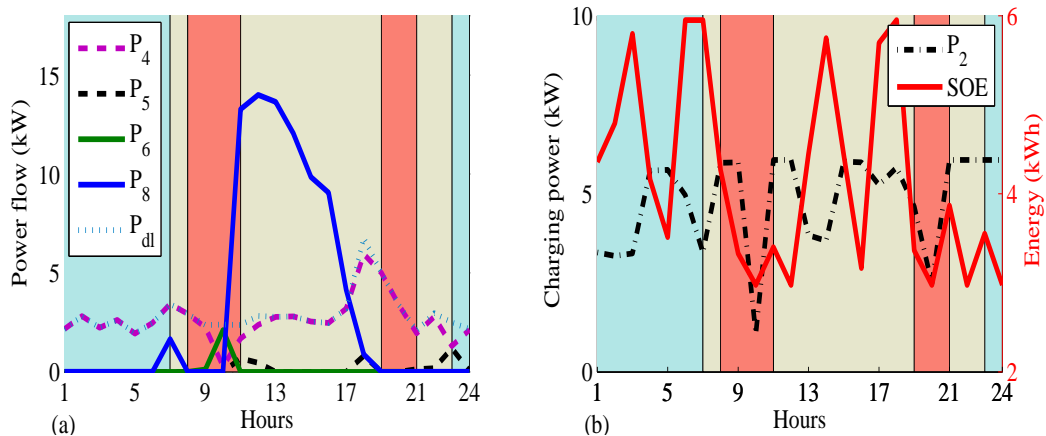 P4
P5
P6
P8
Pdl
15
10
5
0
Power flow (kW)
1
5
9
13
17
21
24
Hours
(a)
P2
SOE
10
5
0
Charging power (kW)
6
4
2
Energy (kWh)
1
5
9
13
17
21
24
Hours
(b)